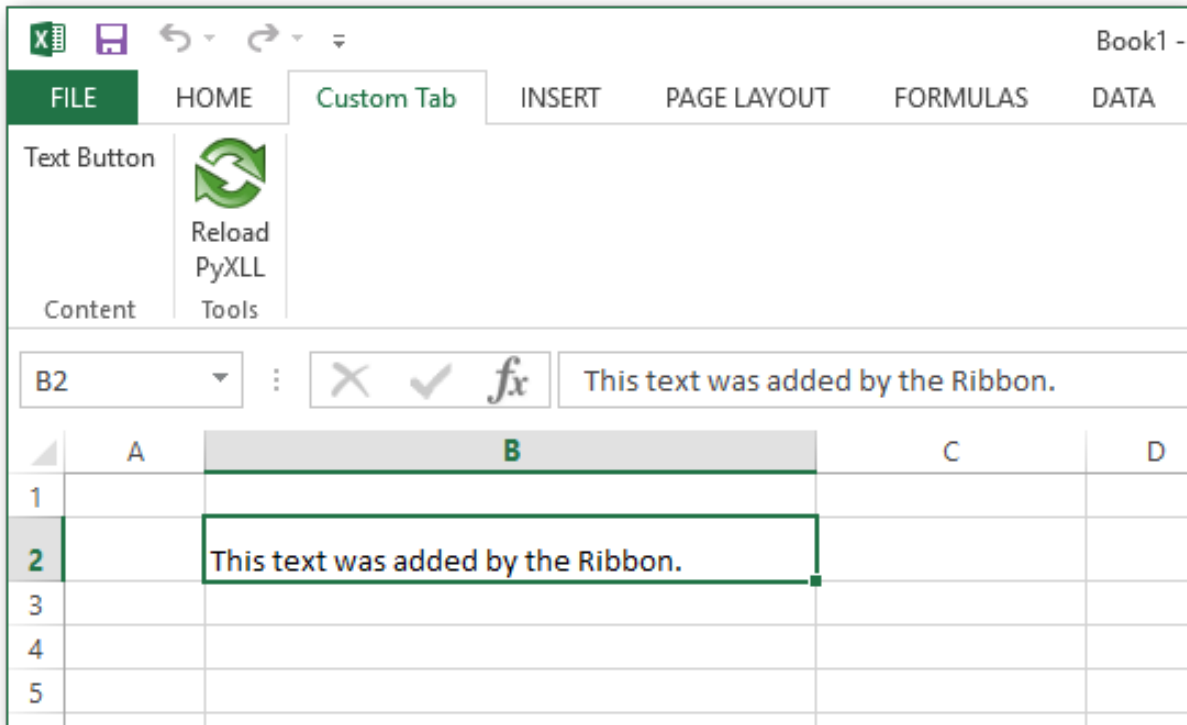 Book1 -
FILE HOME Custom Tab INSERT PAGE LAYOUT FORMULAS DATA
Text Button
Reload
PyXLL
Content Tools
B2 fx This text was added by the Ribbon.
A B C D
1
2 This text was added by the Ribbon.
3
4
5